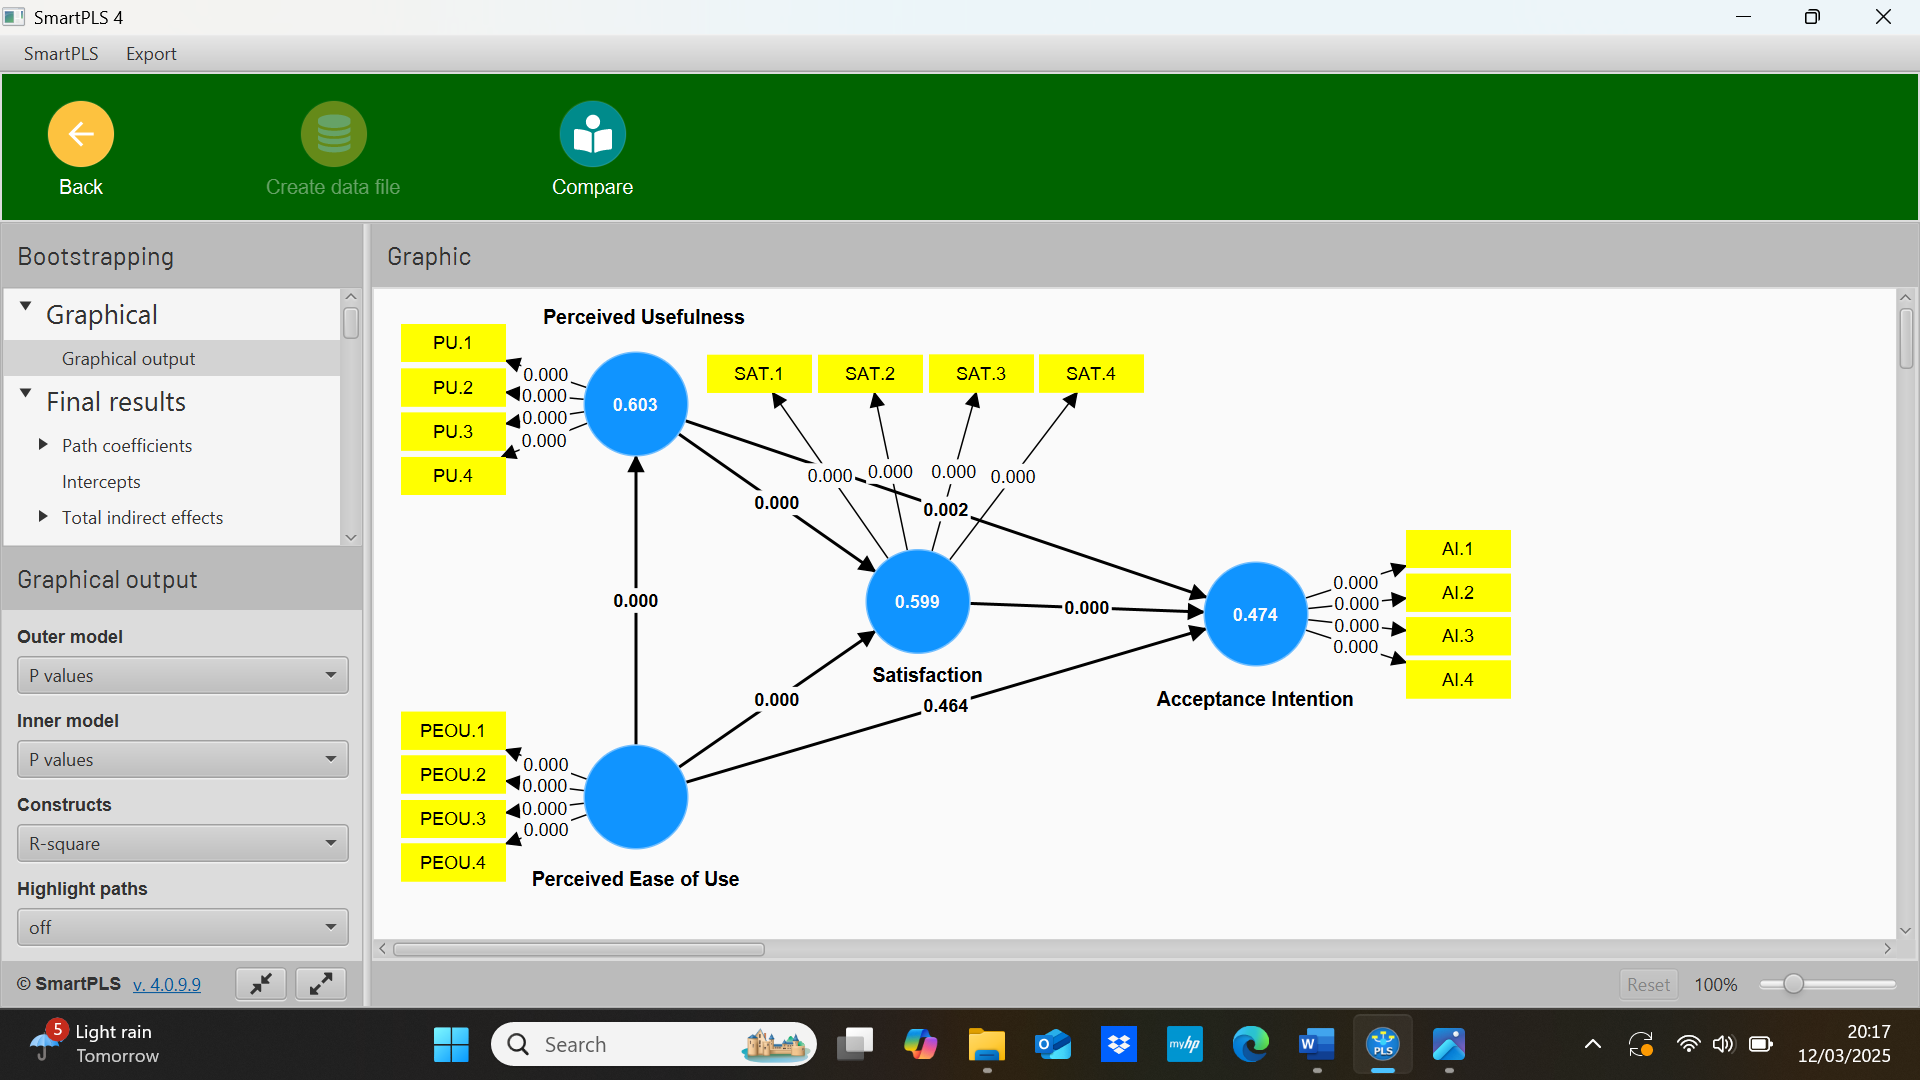 SmartPLS 4
SmartPLS Export
Back
Create data file
Compare
Bootstrapping
Graphical
Graphical output
Final results
Path coefficients
Intercepts
Total indirect effects
Graphical output
Outer model
P values
Inner model
P values
Constructs
R-square
Highlight paths
off
© SmartPLS v. 4.0.9.9
Graphic
Perceived Usefulness
PU.1
PU.2
PU.3
PU.4
0.000
0.000
0.000
0.000
0.603
SAT.1 SAT.2 SAT.3 SAT.4
0.000 0.000 0.000 0.000
0.000
0.002
0.000
0.599
Satisfaction
0.000
0.474
Acceptance Intention
0.000
0.000
0.000
0.000
AI.1
AI.2
AI.3
AI.4
0.000
0.464
PEOU.1
PEOU.2
PEOU.3
PEOU.4
0.000
0.000
0.000
0.000
Perceived Ease of Use
Reset 100%
5
Light rain
Tomorrow
Search
myhp
W
PLS
20:17
12/03/2025